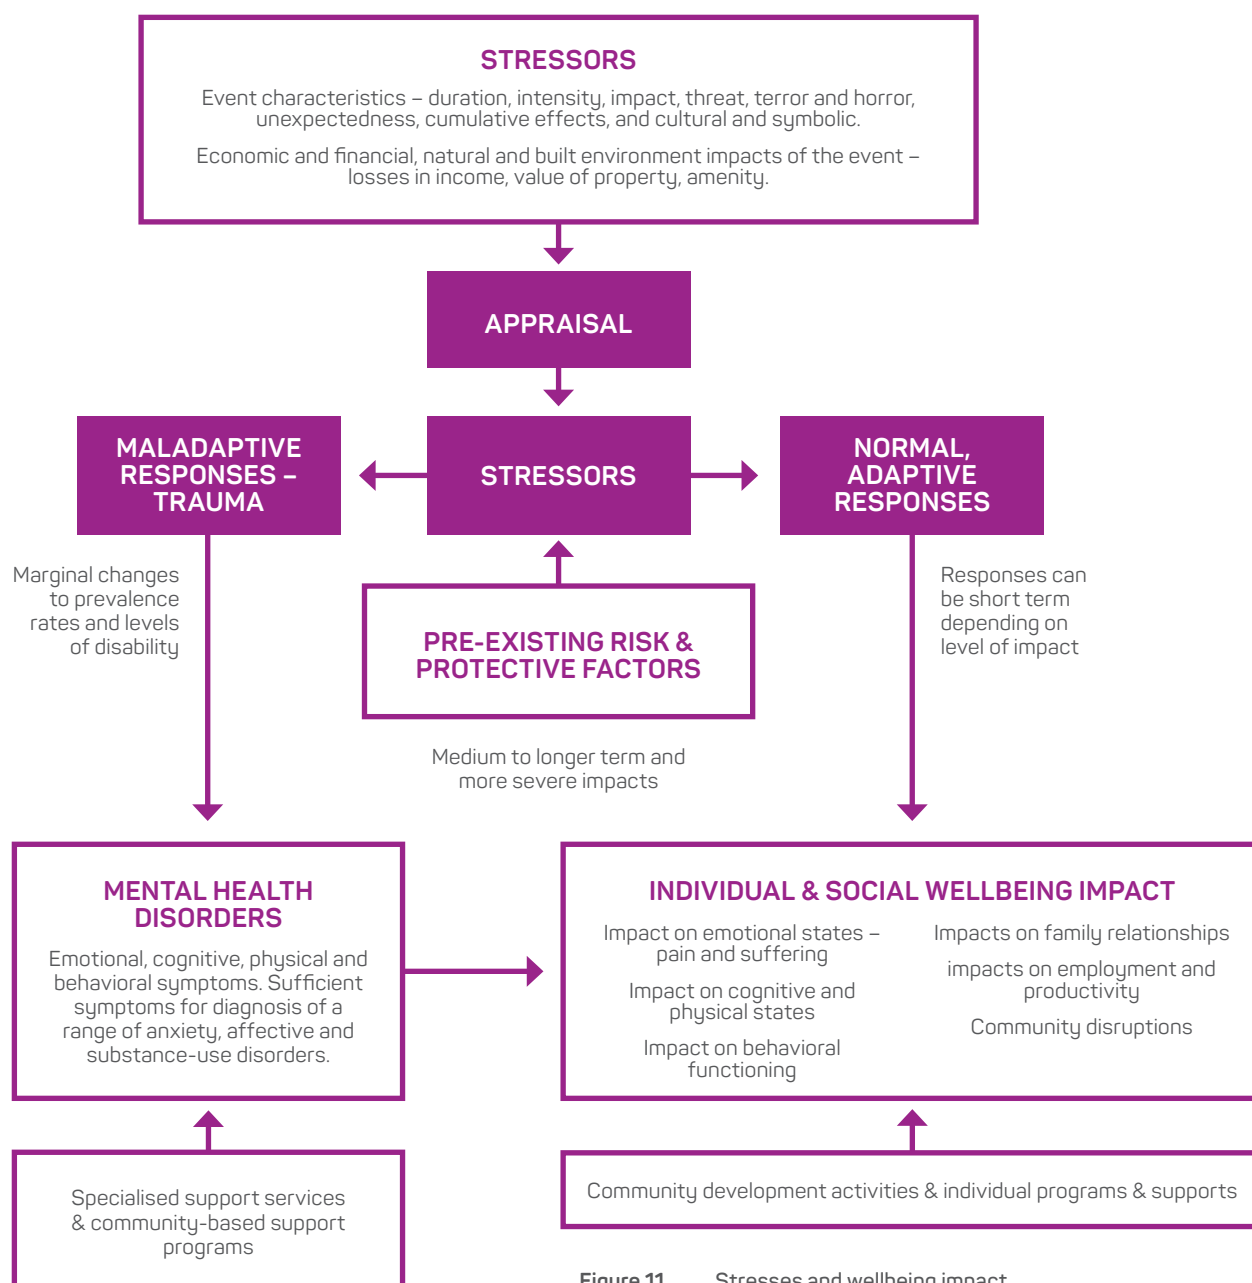 STRESSORS
Event characteristics – duration, intensity, impact, threat, terror and horror,
unexpectedness, cumulative effects, and cultural and symbolic.
Economic and financial, natural and built environment impacts of the event –
losses in income, value of property, amenity.
APPRAISAL
MALADAPTIVE
RESPONSES –
TRAUMA
STRESSORS
NORMAL,
ADAPTIVE
RESPONSES
Marginal changes
to prevalence
rates and levels
of disability
PRE-EXISTING RISK &
PROTECTIVE FACTORS
Responses can
be short term
depending on
level of impact
Medium to longer term and
more severe impacts
MENTAL HEALTH
DISORDERS
Emotional, cognitive, physical and
behavioral symptoms. Sufficient
symptoms for diagnosis of a
range of anxiety, affective and
substance-use disorders.
INDIVIDUAL & SOCIAL WELLBEING IMPACT
Impact on emotional states –
pain and suffering
Impact on cognitive and
physical states
Impact on behavioral
functioning
Impacts on family relationships
impacts on employment and
productivity
Community disruptions
Specialised support services
& community-based support
programs
Community development activities & individual programs & supports
Figure 11 Stresses and wellbeing impact